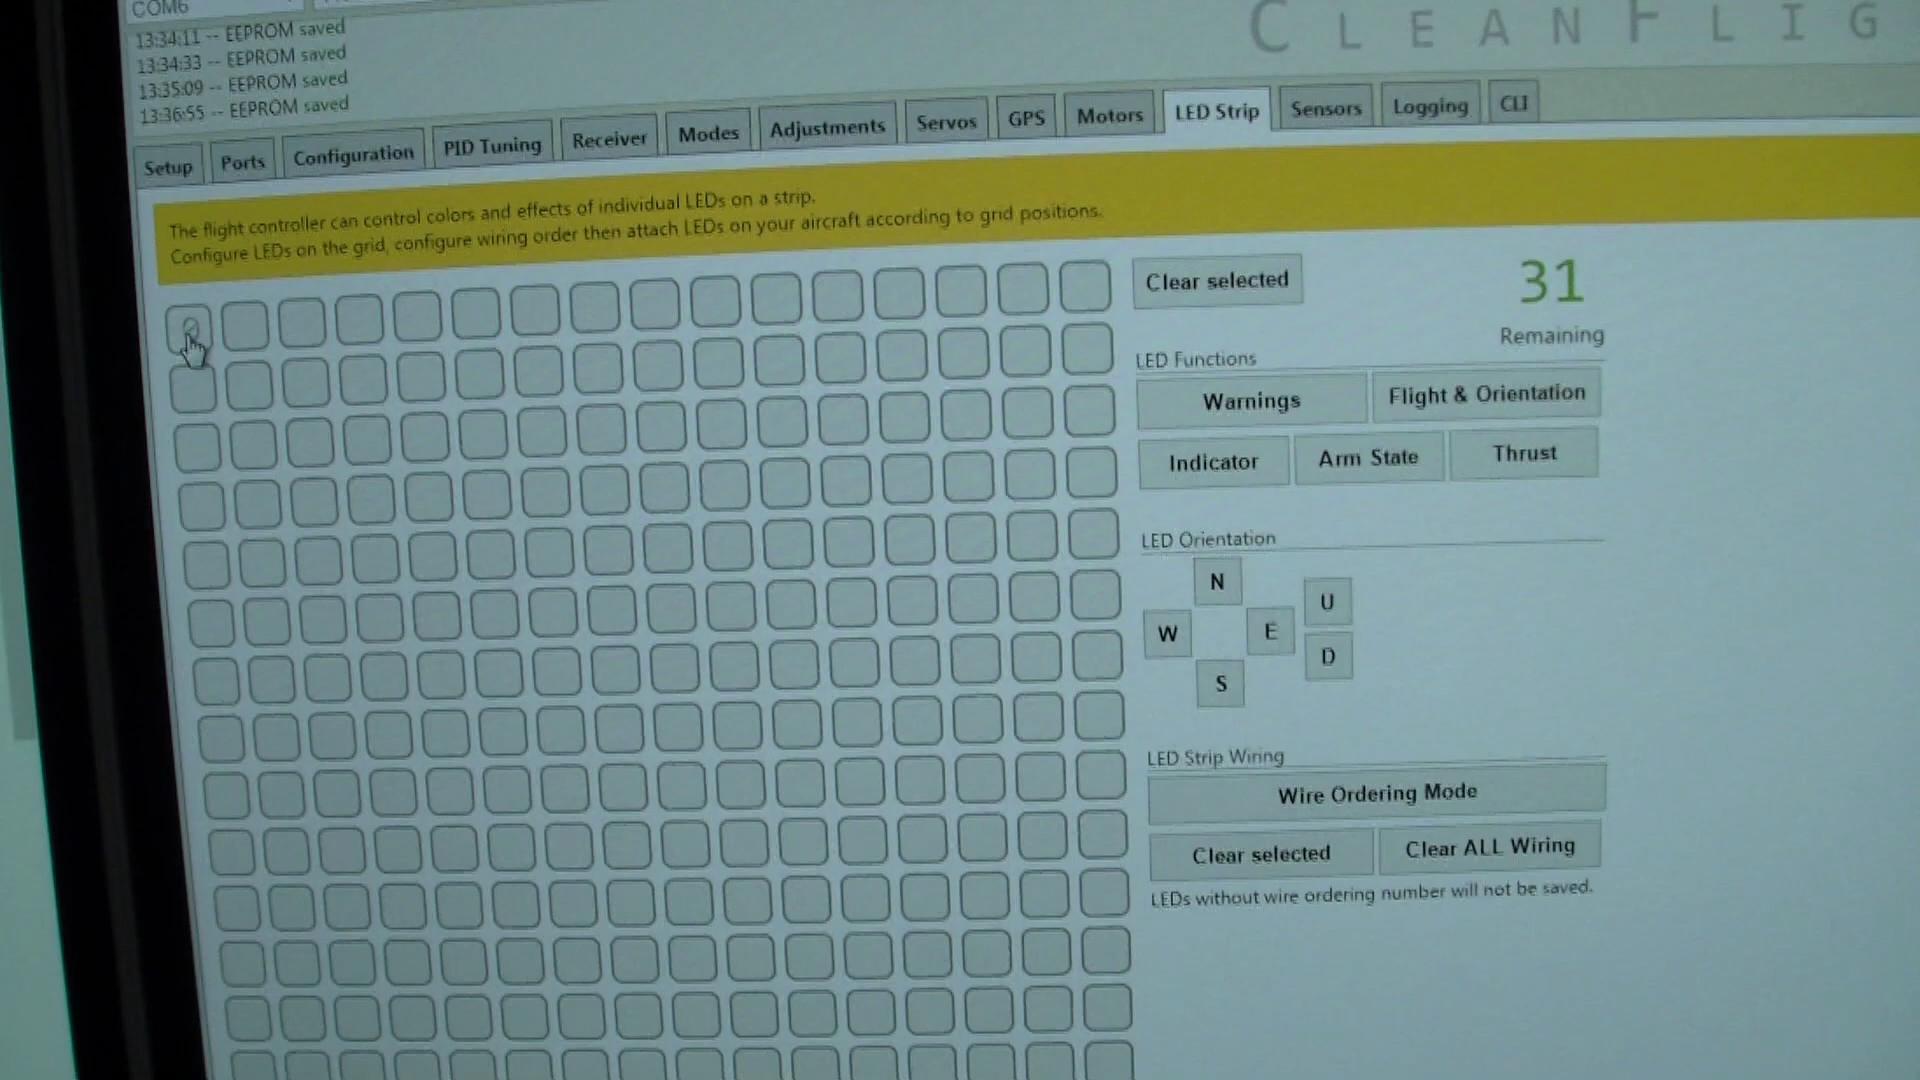 COM6
13:34:11 -- EEPROM saved
13:34:33 -- EEPROM saved
13:35:09 -- EEPROM saved
13:36:55 -- EEPROM saved
CLEANFLIG
Setup Ports Configuration PID Tuning Receiver Modes Adjustments Servos GPS Motors LED Strip Sensors Logging CLI
The flight controller can control colors and effects of individual LEDs on a strip.
Configure LEDs on the grid, configure wiring order then attach LEDs on your aircraft according to grid positions.
Clear selected
31
Remaining
LED Functions
Warnings Flight & Orientation
Indicator Arm State Thrust
LED Orientation
N
U
W E
D
S
LED Strip Wiring
Wire Ordering Mode
Clear selected Clear ALL Wiring
LEDs without wire ordering number will not be saved.